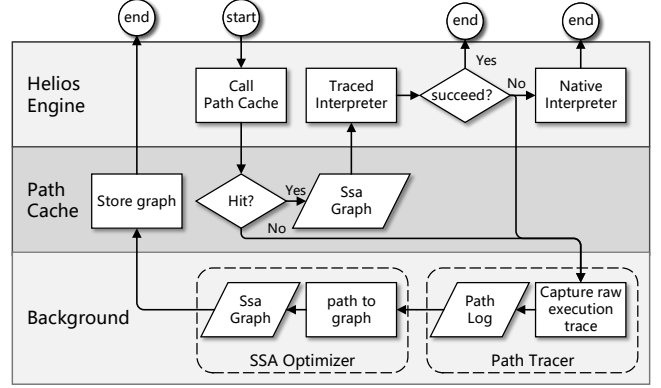 end
start
end
end
Helios
Engine
Call
Path Cache
Traced
Interpreter
succeed?
Yes
No
Native
Interpreter
Path
Cache
Store graph
Hit?
Yes
No
Ssa
Graph
Background
Ssa
Graph
path to
graph
SSA Optimizer
Path
Log
Capture raw
execution
trace
Path Tracer